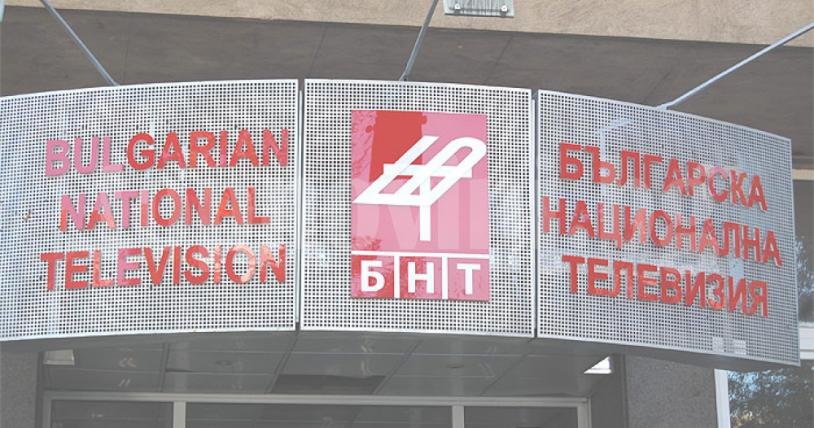 BULGARIAN
NATIONAL
TELEVISION
БНТ
БЪЛГАРСКА
НАЦИОНАЛНА
ТЕЛЕВИЗИЯ